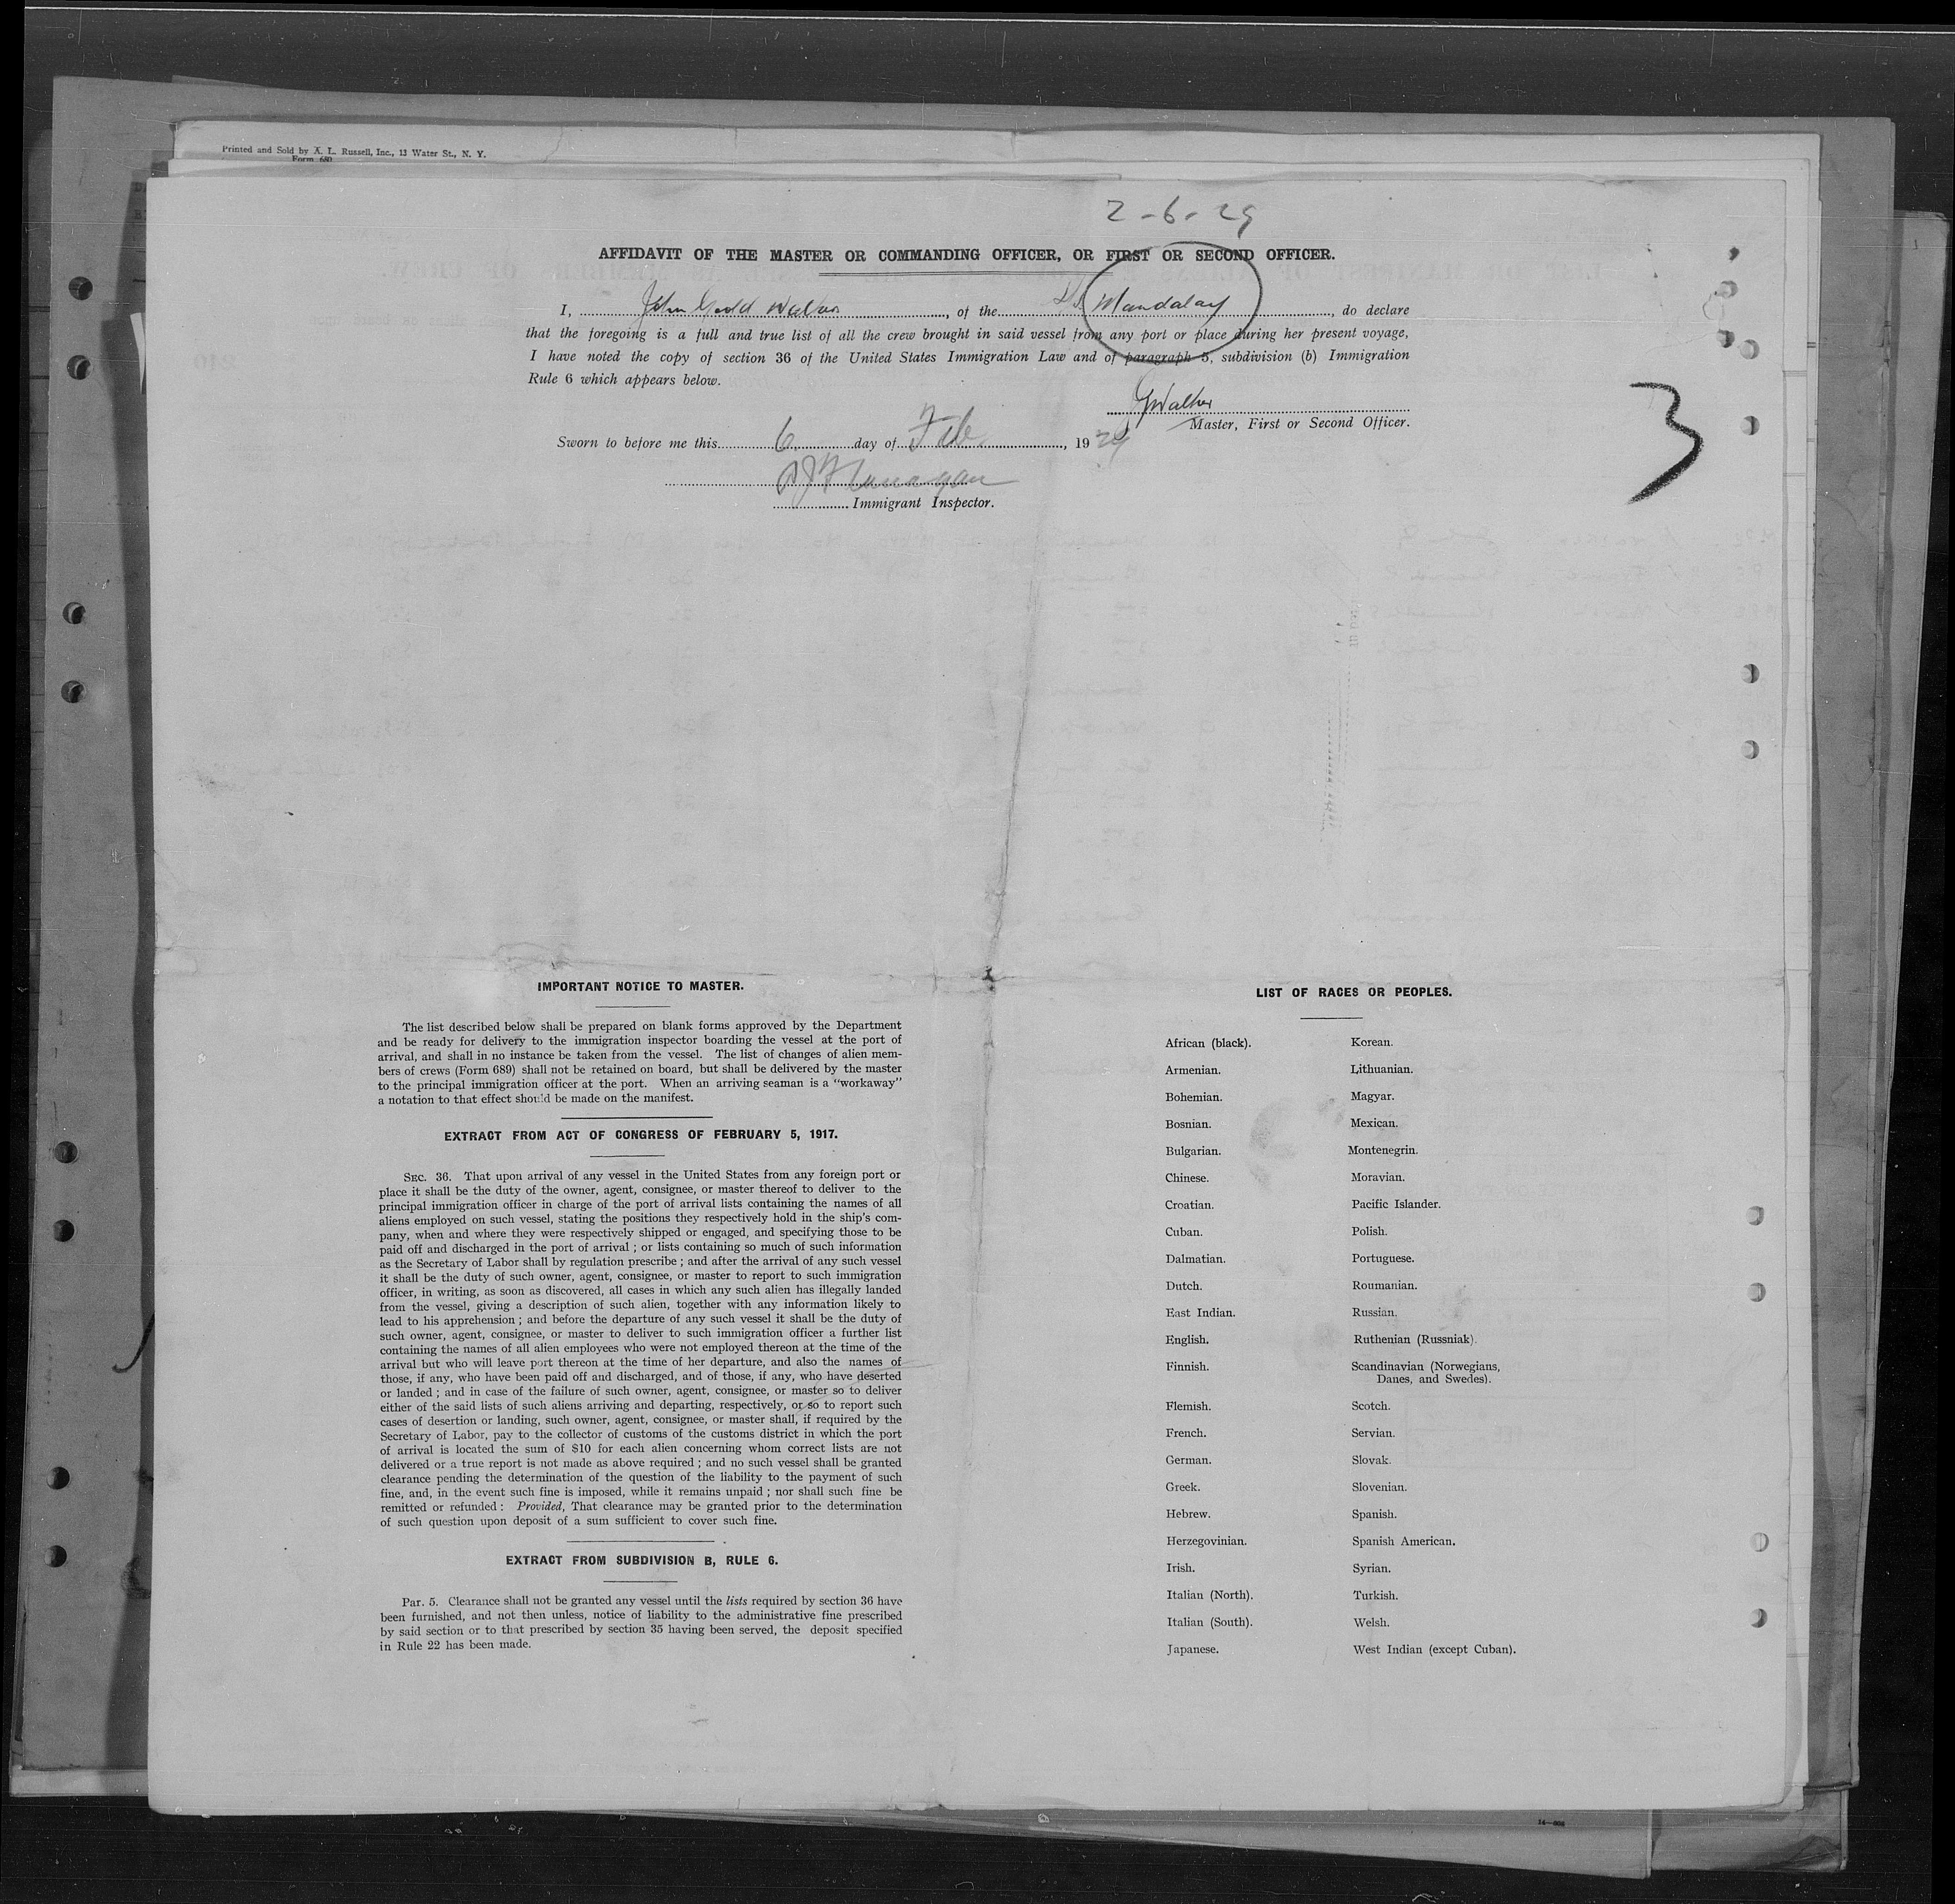 Printed and Sold by A. L. Russell, Inc., 13 Water St., N. Y.
Form 680
2-6-29
AFFIDAVIT OF THE MASTER OR COMMANDING OFFICER, OR FIRST OR SECOND OFFICER.
I, John Walker, of the SS Mandalay, do declare
that the foregoing is a full and true list of all the crew brought in said vessel from any port or place during her present voyage,
I have noted the copy of section 36 of the United States Immigration Law and of paragraph 5, subdivision (b) Immigration
Rule 6 which appears below.
JWalker
Master, First or Second Officer.
3
Sworn to before me this 6 day of Feb, 1929
Flanagan
Immigrant Inspector.
IMPORTANT NOTICE TO MASTER.
The list described below shall be prepared on blank forms approved by the Department
and be ready for delivery to the immigration inspector boarding the vessel at the port of
arrival, and shall in no instance be taken from the vessel. The list of changes of alien mem-
bers of crews (Form 689) shall not be retained on board, but shall be delivered by the master
to the principal immigration officer at the port. When an arriving seaman is a "workaway"
a notation to that effect should be made on the manifest.
EXTRACT FROM ACT OF CONGRESS OF FEBRUARY 5, 1917.
SEC. 36. That upon arrival of any vessel in the United States from any foreign port or
place it shall be the duty of the owner, agent, consignee, or master thereof to deliver to the
principal immigration officer in charge of the port of arrival lists containing the names of all
aliens employed on such vessel, stating the positions they respectively hold in the ship's com-
pany, when and where they were respectively shipped or engaged, and specifying those to be
paid off and discharged in the port of arrival; or lists containing so much of such information
as the Secretary of Labor shall by regulation prescribe; and after the arrival of any such vessel
it shall be the duty of such owner, agent, consignee, or master to report to such immigration
officer, in writing, as soon as discovered, all cases in which any such alien has illegally landed
from the vessel, giving a description of such alien, together with any information likely to
lead to his apprehension; and before the departure of any such vessel it shall be the duty of
such owner, agent, consignee, or master to deliver to such immigration officer a further list
containing the names of all alien employees who were not employed thereon at the time of the
arrival but who will leave port thereon at the time of her departure, and also the names of
those, if any, who have been paid off and discharged, and of those, if any, who have deserted
or landed; and in case of the failure of such owner, agent, consignee, or master so to deliver
either of the said lists of such aliens arriving and departing, respectively, or so to report such
cases of desertion or landing, such owner, agent, consignee, or master shall, if required by the
Secretary of Labor, pay to the collector of customs of the customs district in which the port
of arrival is located the sum of $10 for each alien concerning whom correct lists are not
delivered or a true report is not made as above required; and no such vessel shall be granted
clearance pending the determination of the question of the liability to the payment of such
fine, and, in the event such fine is imposed, while it remains unpaid; nor shall such fine be
remitted or refunded: Provided, That clearance may be granted prior to the determination
of such question upon deposit of a sum sufficient to cover such fine.
EXTRACT FROM SUBDIVISION B, RULE 6.
Par. 5. Clearance shall not be granted any vessel until the lists required by section 36 have
been furnished, and not then unless, notice of liability to the administrative fine prescribed
by said section or to that prescribed by section 35 having been served, the deposit specified
in Rule 22 has been made.
LIST OF RACES OR PEOPLES.
African (black).
Armenian.
Bohemian.
Bosnian.
Bulgarian.
Chinese.
Croatian.
Cuban.
Dalmatian.
Dutch.
East Indian.
English.
Finnish.
Flemish.
French.
German.
Greek.
Hebrew.
Herzegovinian.
Irish.
Italian (North).
Italian (South).
Japanese.
Korean.
Lithuanian.
Magyar.
Mexican.
Montenegrin.
Moravian.
Pacific Islander.
Polish.
Portuguese.
Roumanian.
Russian.
Ruthenian (Russniak).
Scandinavian (Norwegians,
Danes, and Swedes).
Scotch.
Servian.
Slovak.
Slovenian.
Spanish.
Spanish American.
Syrian.
Turkish.
Welsh.
West Indian (except Cuban).